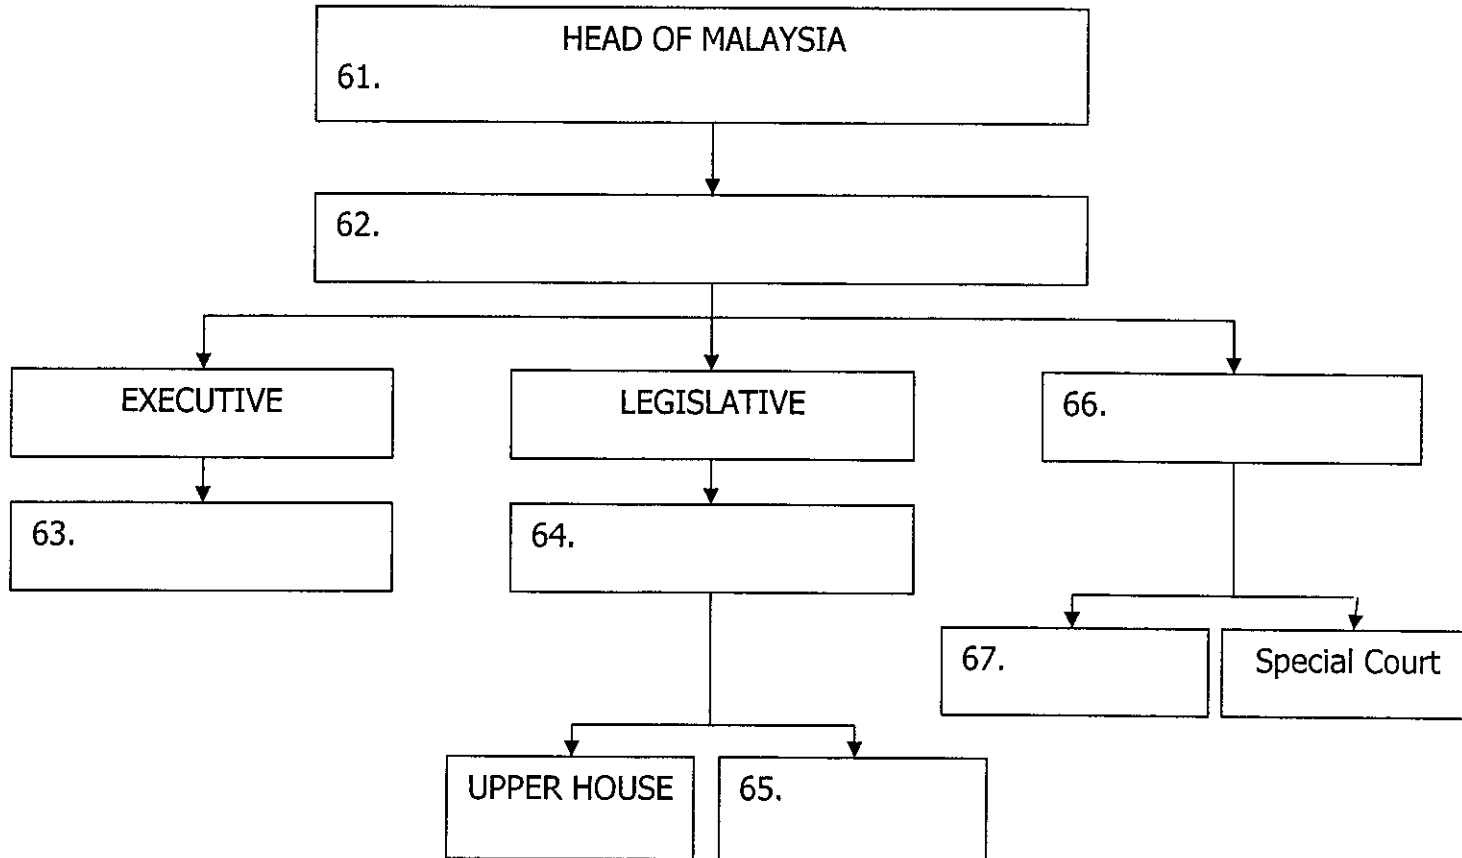 HEAD OF MALAYSIA
61.
62.
EXECUTIVE
LEGISLATIVE
66.
63.
64.
67.
Special Court
UPPER HOUSE
65.